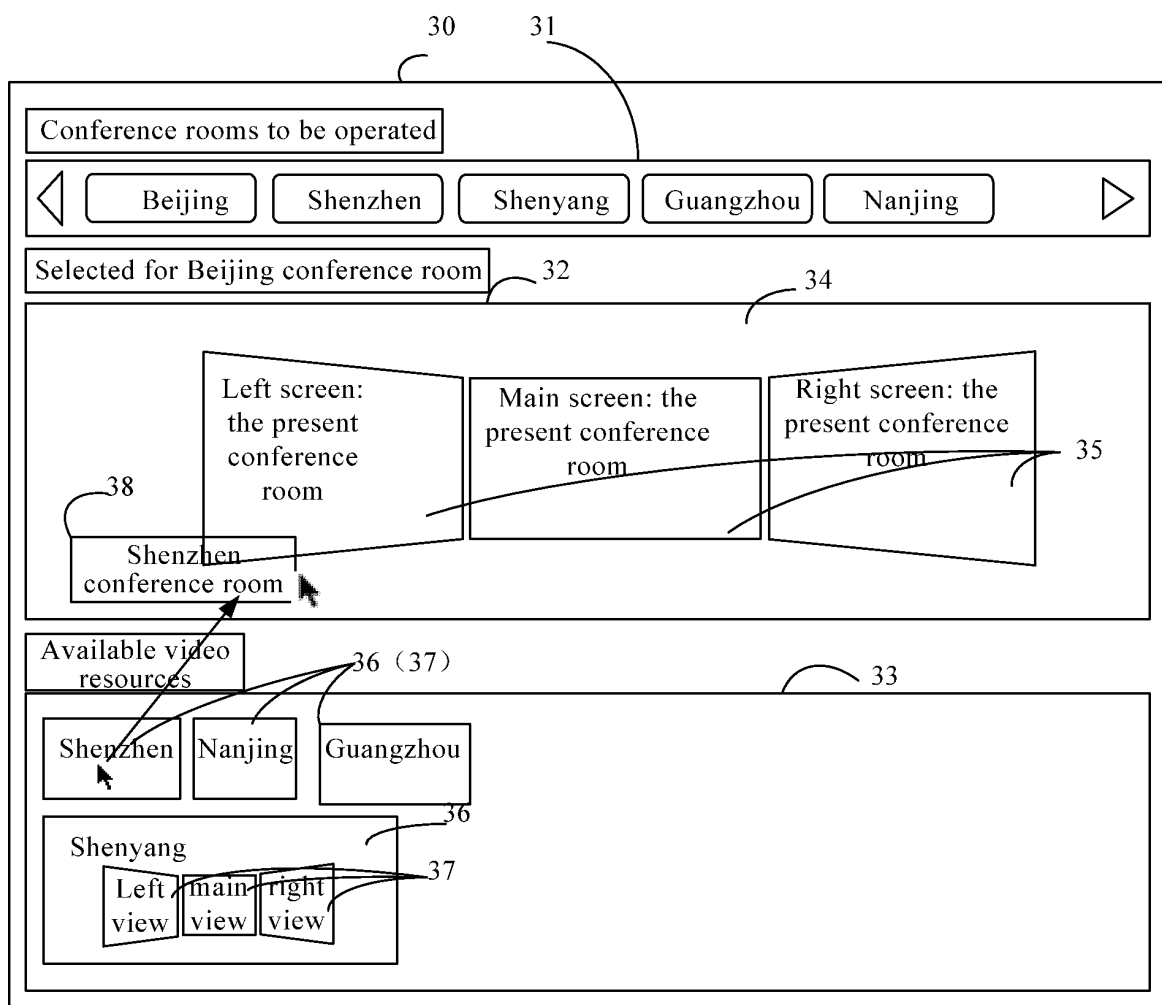 30
31
Conference rooms to be operated
Beijing
Shenzhen
Shenyang
Guangzhou
Nanjing
Selected for Beijing conference room
32
34
Left screen:
the present
conference
room
Main screen: the
present conference
room
Right screen: the
present conference
room
35
38
Shenzhen
conference room
Available video
resources
36（37）
33
Shenzhen
Nanjing
Guangzhou
36
Shenyang
37
Left
view
main
view
right
view